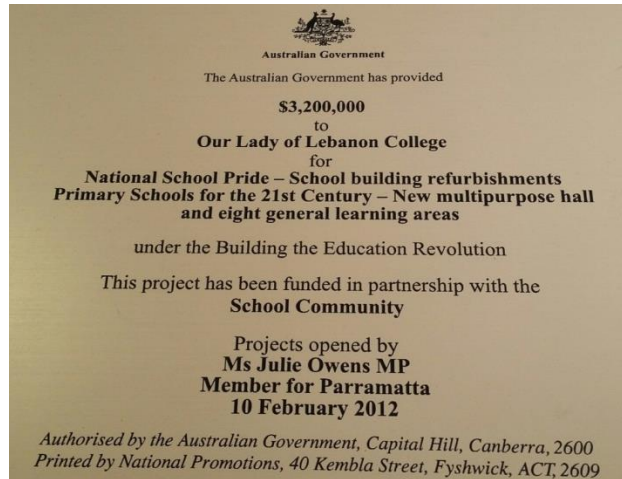 Australian Government
The Australian Government has provided
$3,200,000
to
Our Lady of Lebanon College
for
National School Pride – School building refurbishments
Primary Schools for the 21st Century – New multipurpose hall
and eight general learning areas
under the Building the Education Revolution
This project has been funded in partnership with the
School Community
Projects opened by
Ms Julie Owens MP
Member for Parramatta
10 February 2012
Authorised by the Australian Government, Capital Hill, Canberra, 2600
Printed by National Promotions, 40 Kembla Street, Fyshwick, ACT, 2609